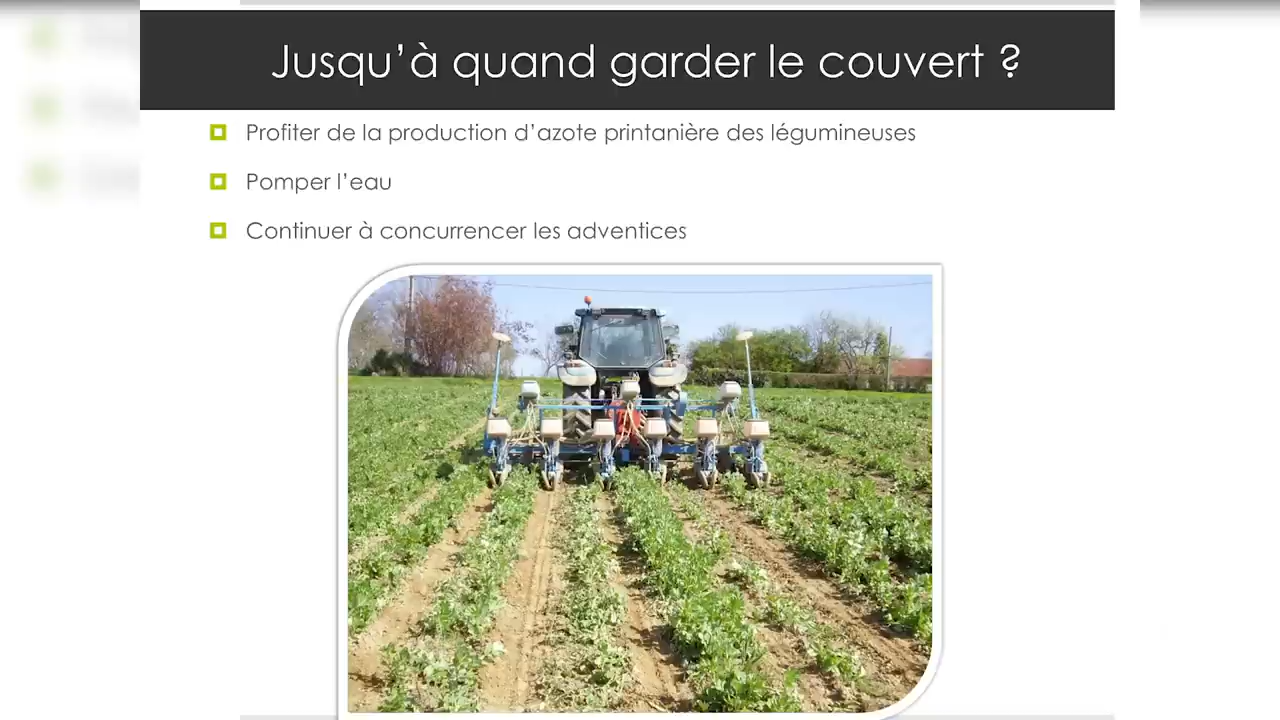 Jusqu'à quand garder le couvert ?
Profiter de la production d'azote printanière des légumineuses
Pomper l'eau
Continuer à concurrencer les adventices